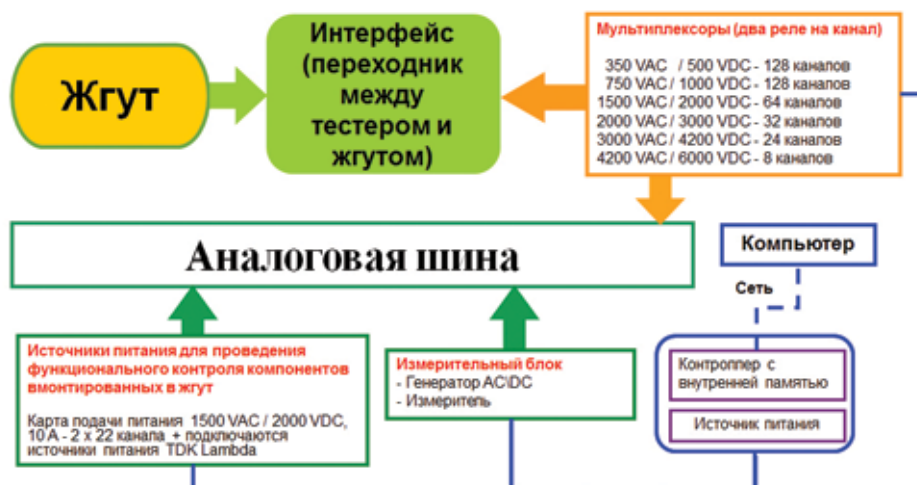 Жгут
Интерфейс
(переходник
между
тестером и
жгутом)
Мультиплексоры (два реле на канал)
350 VAC / 500 VDC - 128 каналов
750 VAC / 1000 VDC - 128 каналов
1500 VAC / 2000 VDC - 64 каналов
2000 VAC / 3000 VDC - 32 каналов
3000 VAC / 4200 VDC - 24 каналов
4200 VAC / 6000 VDC - 8 каналов
Аналоговая шина
Компьютер
Сеть
Источники питания для проведения
функционального контроля компонентов
вмонтированных в жгут
Карта подачи питания 1500 VAC / 2000 VDC,
10 A - 2 x 22 канала + подключаются
источники питания TDK Lambda
Измерительный блок
- Генератор AC\DC
- Измеритель
Контроллер с
внутренней памятью
Источник питания